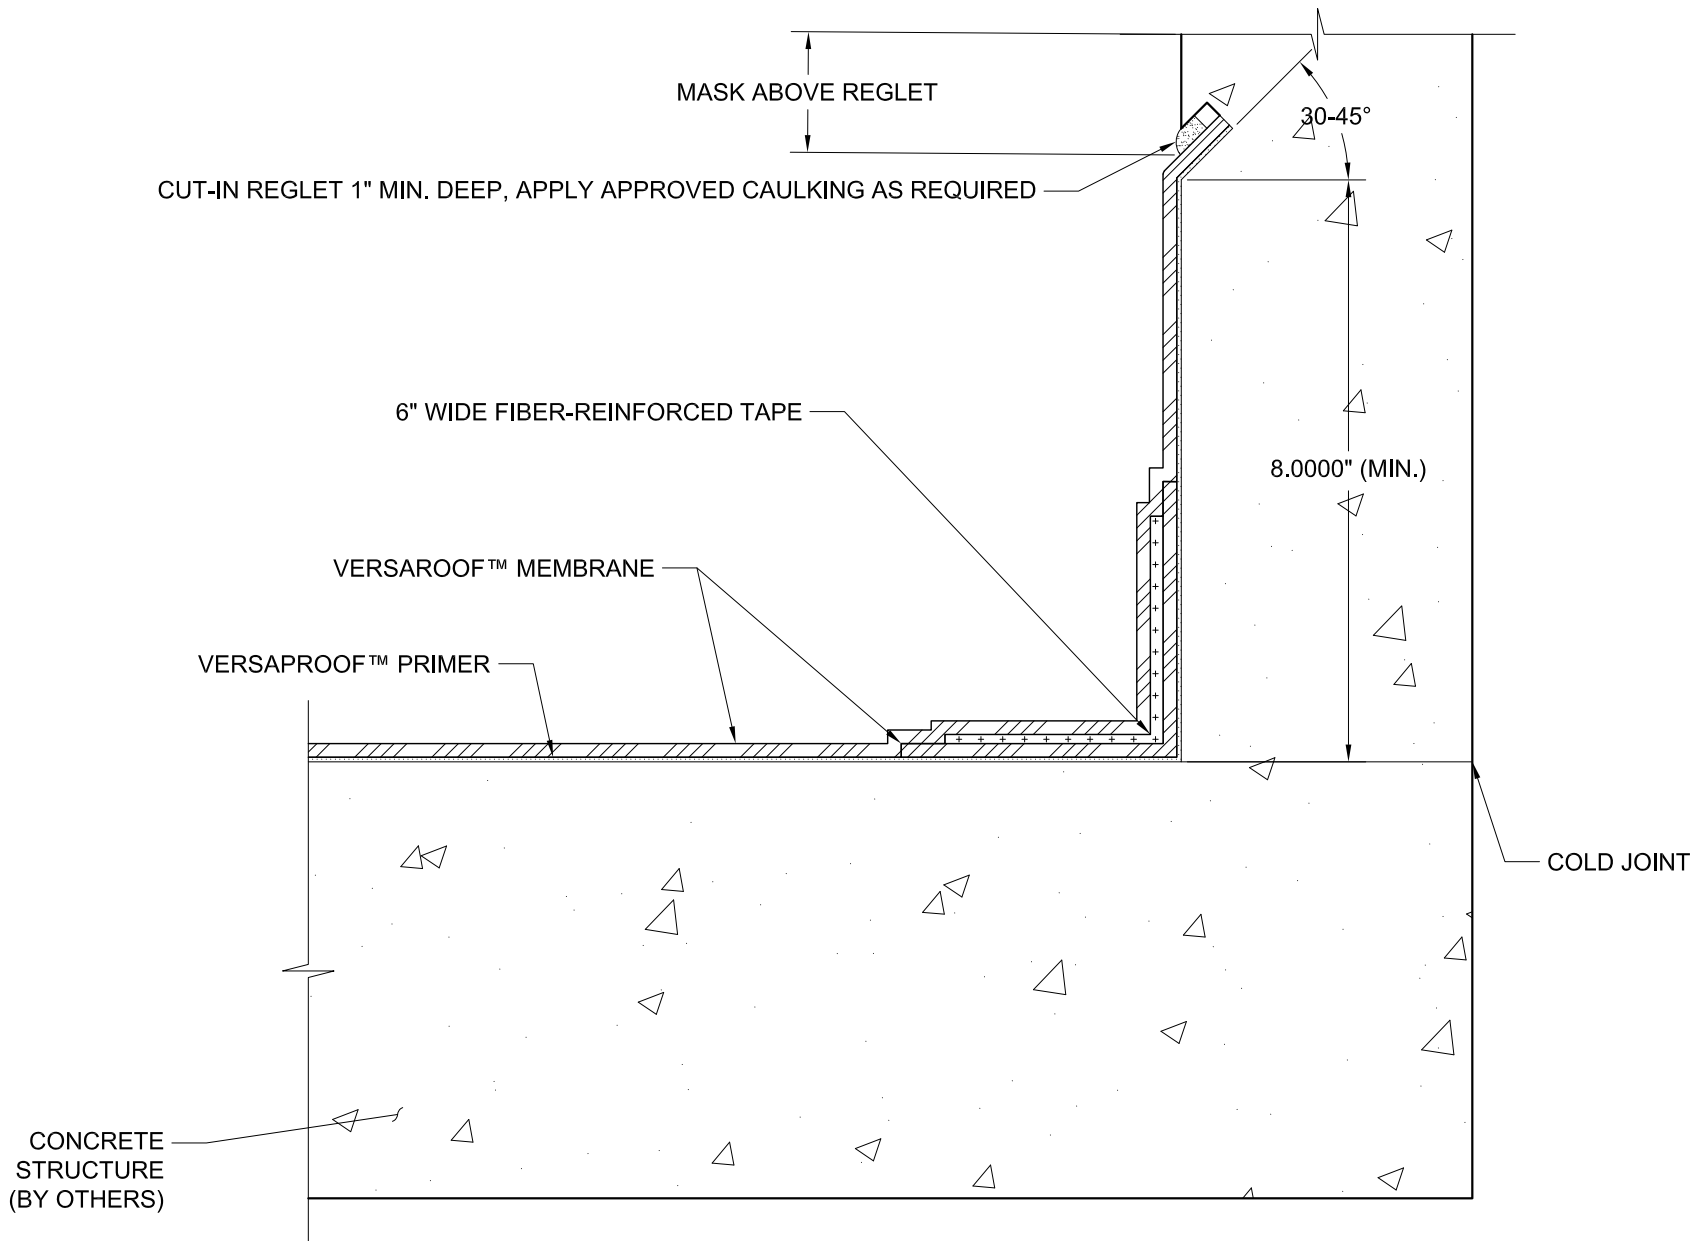 MASK ABOVE REGLET
30-45°
CUT-IN REGLET 1" MIN. DEEP, APPLY APPROVED CAULKING AS REQUIRED
6" WIDE FIBER-REINFORCED TAPE
8.0000" (MIN.)
VERSAROOF™ MEMBRANE
VERSAPROOF™ PRIMER
COLD JOINT
CONCRETE
STRUCTURE
(BY OTHERS)